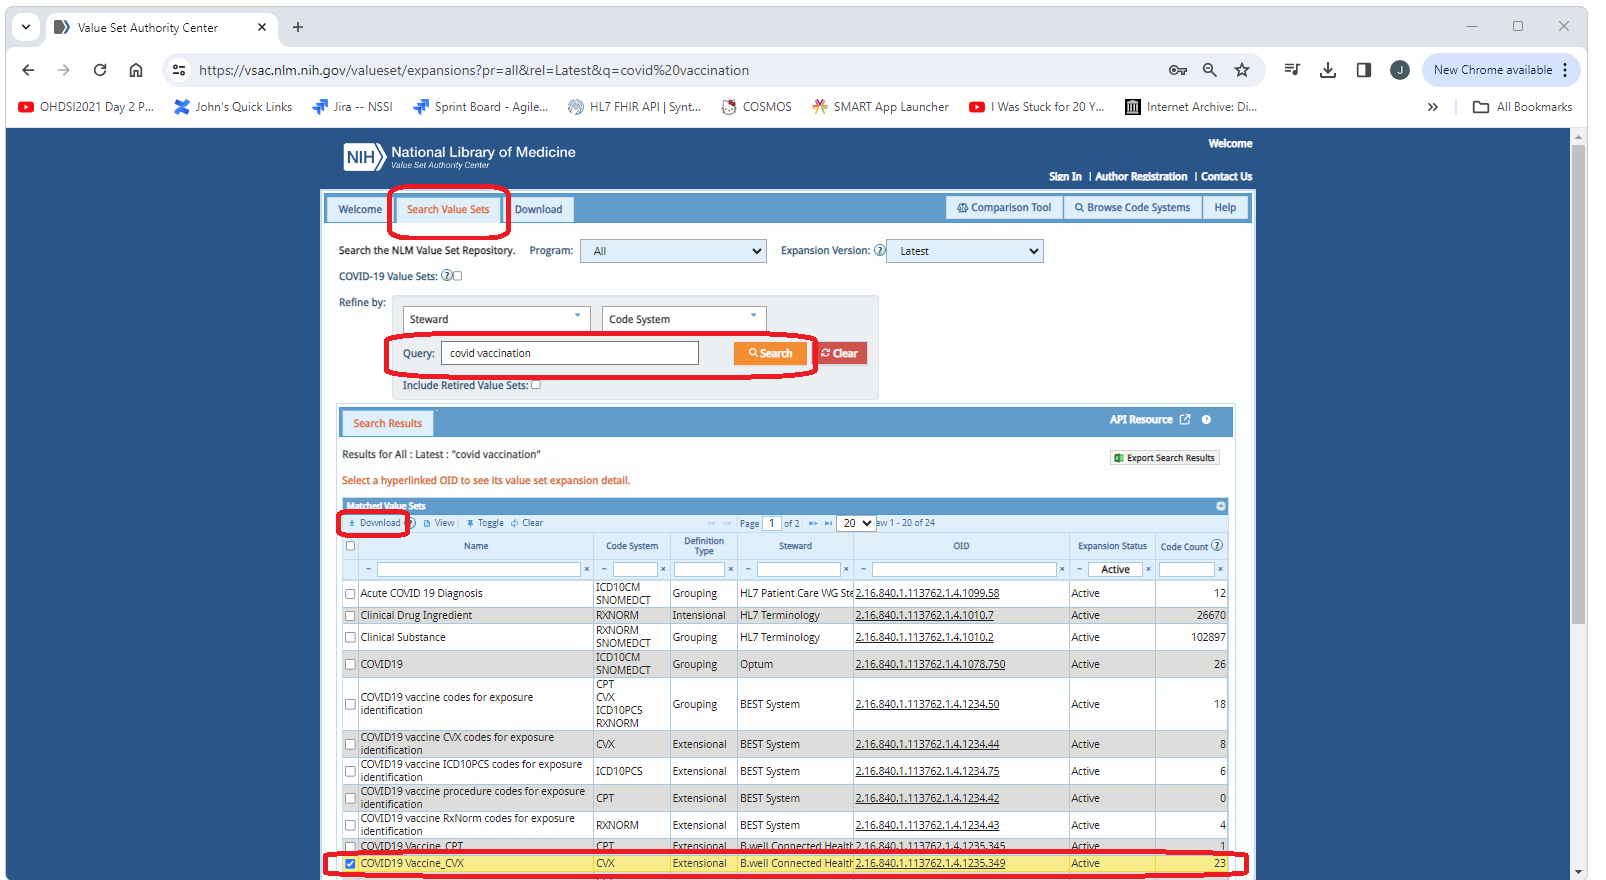 Value Set Authority Center
https://vsac.nlm.nih.gov/valueset/expansions?pr=all&rel=Latest&q=covid%20vaccination
J
New Chrome available
OHDSI2021 Day 2 P...
John's Quick Links
Jira -- NSSI
Sprint Board - Agile...
HL7 FHIR API | Synt...
COSMOS
SMART App Launcher
I Was Stuck for 20 Y...
Internet Archive: Di...
All Bookmarks
NIH National Library of Medicine
Value Set Authority Center
Welcome
Sign In | Author Registration | Contact Us
Welcome
Search Value Sets
Download
Comparison Tool
Browse Code Systems
Help
Search the NLM Value Set Repository. Program: All Expansion Version: ? Latest
COVID-19 Value Sets: ?
Refine by:
Steward
Code System
Query: covid vaccination Search Clear
Include Retired Value Sets:
Search Results
API Resource
Results for All : Latest : "covid vaccination"
Export Search Results
Select a hyperlinked OID to see its value set expansion detail.
Matched Value Sets
Download ? View Toggle Clear Page 1 of 2 20 ew 1 - 20 of 24
Name Code System Definition Type Steward OID Expansion Status Code Count ?
~ x ~ x x ~ x ~ x ~ Active x x
Acute COVID 19 Diagnosis ICD10CM SNOMEDCT Grouping HL7 Patient Care WG Ste 2.16.840.1.113762.1.4.1099.58 Active 12
Clinical Drug Ingredient RXNORM Intensional HL7 Terminology 2.16.840.1.113762.1.4.1010.7 Active 26670
Clinical Substance RXNORM SNOMEDCT Grouping HL7 Terminology 2.16.840.1.113762.1.4.1010.2 Active 102897
COVID19 ICD10CM SNOMEDCT Grouping Optum 2.16.840.1.113762.1.4.1078.750 Active 26
COVID19 vaccine codes for exposure identification CPT CVX ICD10PCS RXNORM Grouping BEST System 2.16.840.1.113762.1.4.1234.50 Active 18
COVID19 vaccine CVX codes for exposure identification CVX Extensional BEST System 2.16.840.1.113762.1.4.1234.44 Active 8
COVID19 vaccine ICD10PCS codes for exposure identification ICD10PCS Extensional BEST System 2.16.840.1.113762.1.4.1234.75 Active 6
COVID19 vaccine procedure codes for exposure identification CPT Extensional BEST System 2.16.840.1.113762.1.4.1234.42 Active 0
COVID19 vaccine RxNorm codes for exposure identification RXNORM Extensional BEST System 2.16.840.1.113762.1.4.1234.43 Active 4
COVID19 Vaccine_CPT CPT Extensional B.well Connected Health 2.16.840.1.113762.1.4.1235.345 Active 1
COVID19 Vaccine_CVX CVX Extensional B.well Connected Health 2.16.840.1.113762.1.4.1235.349 Active 23